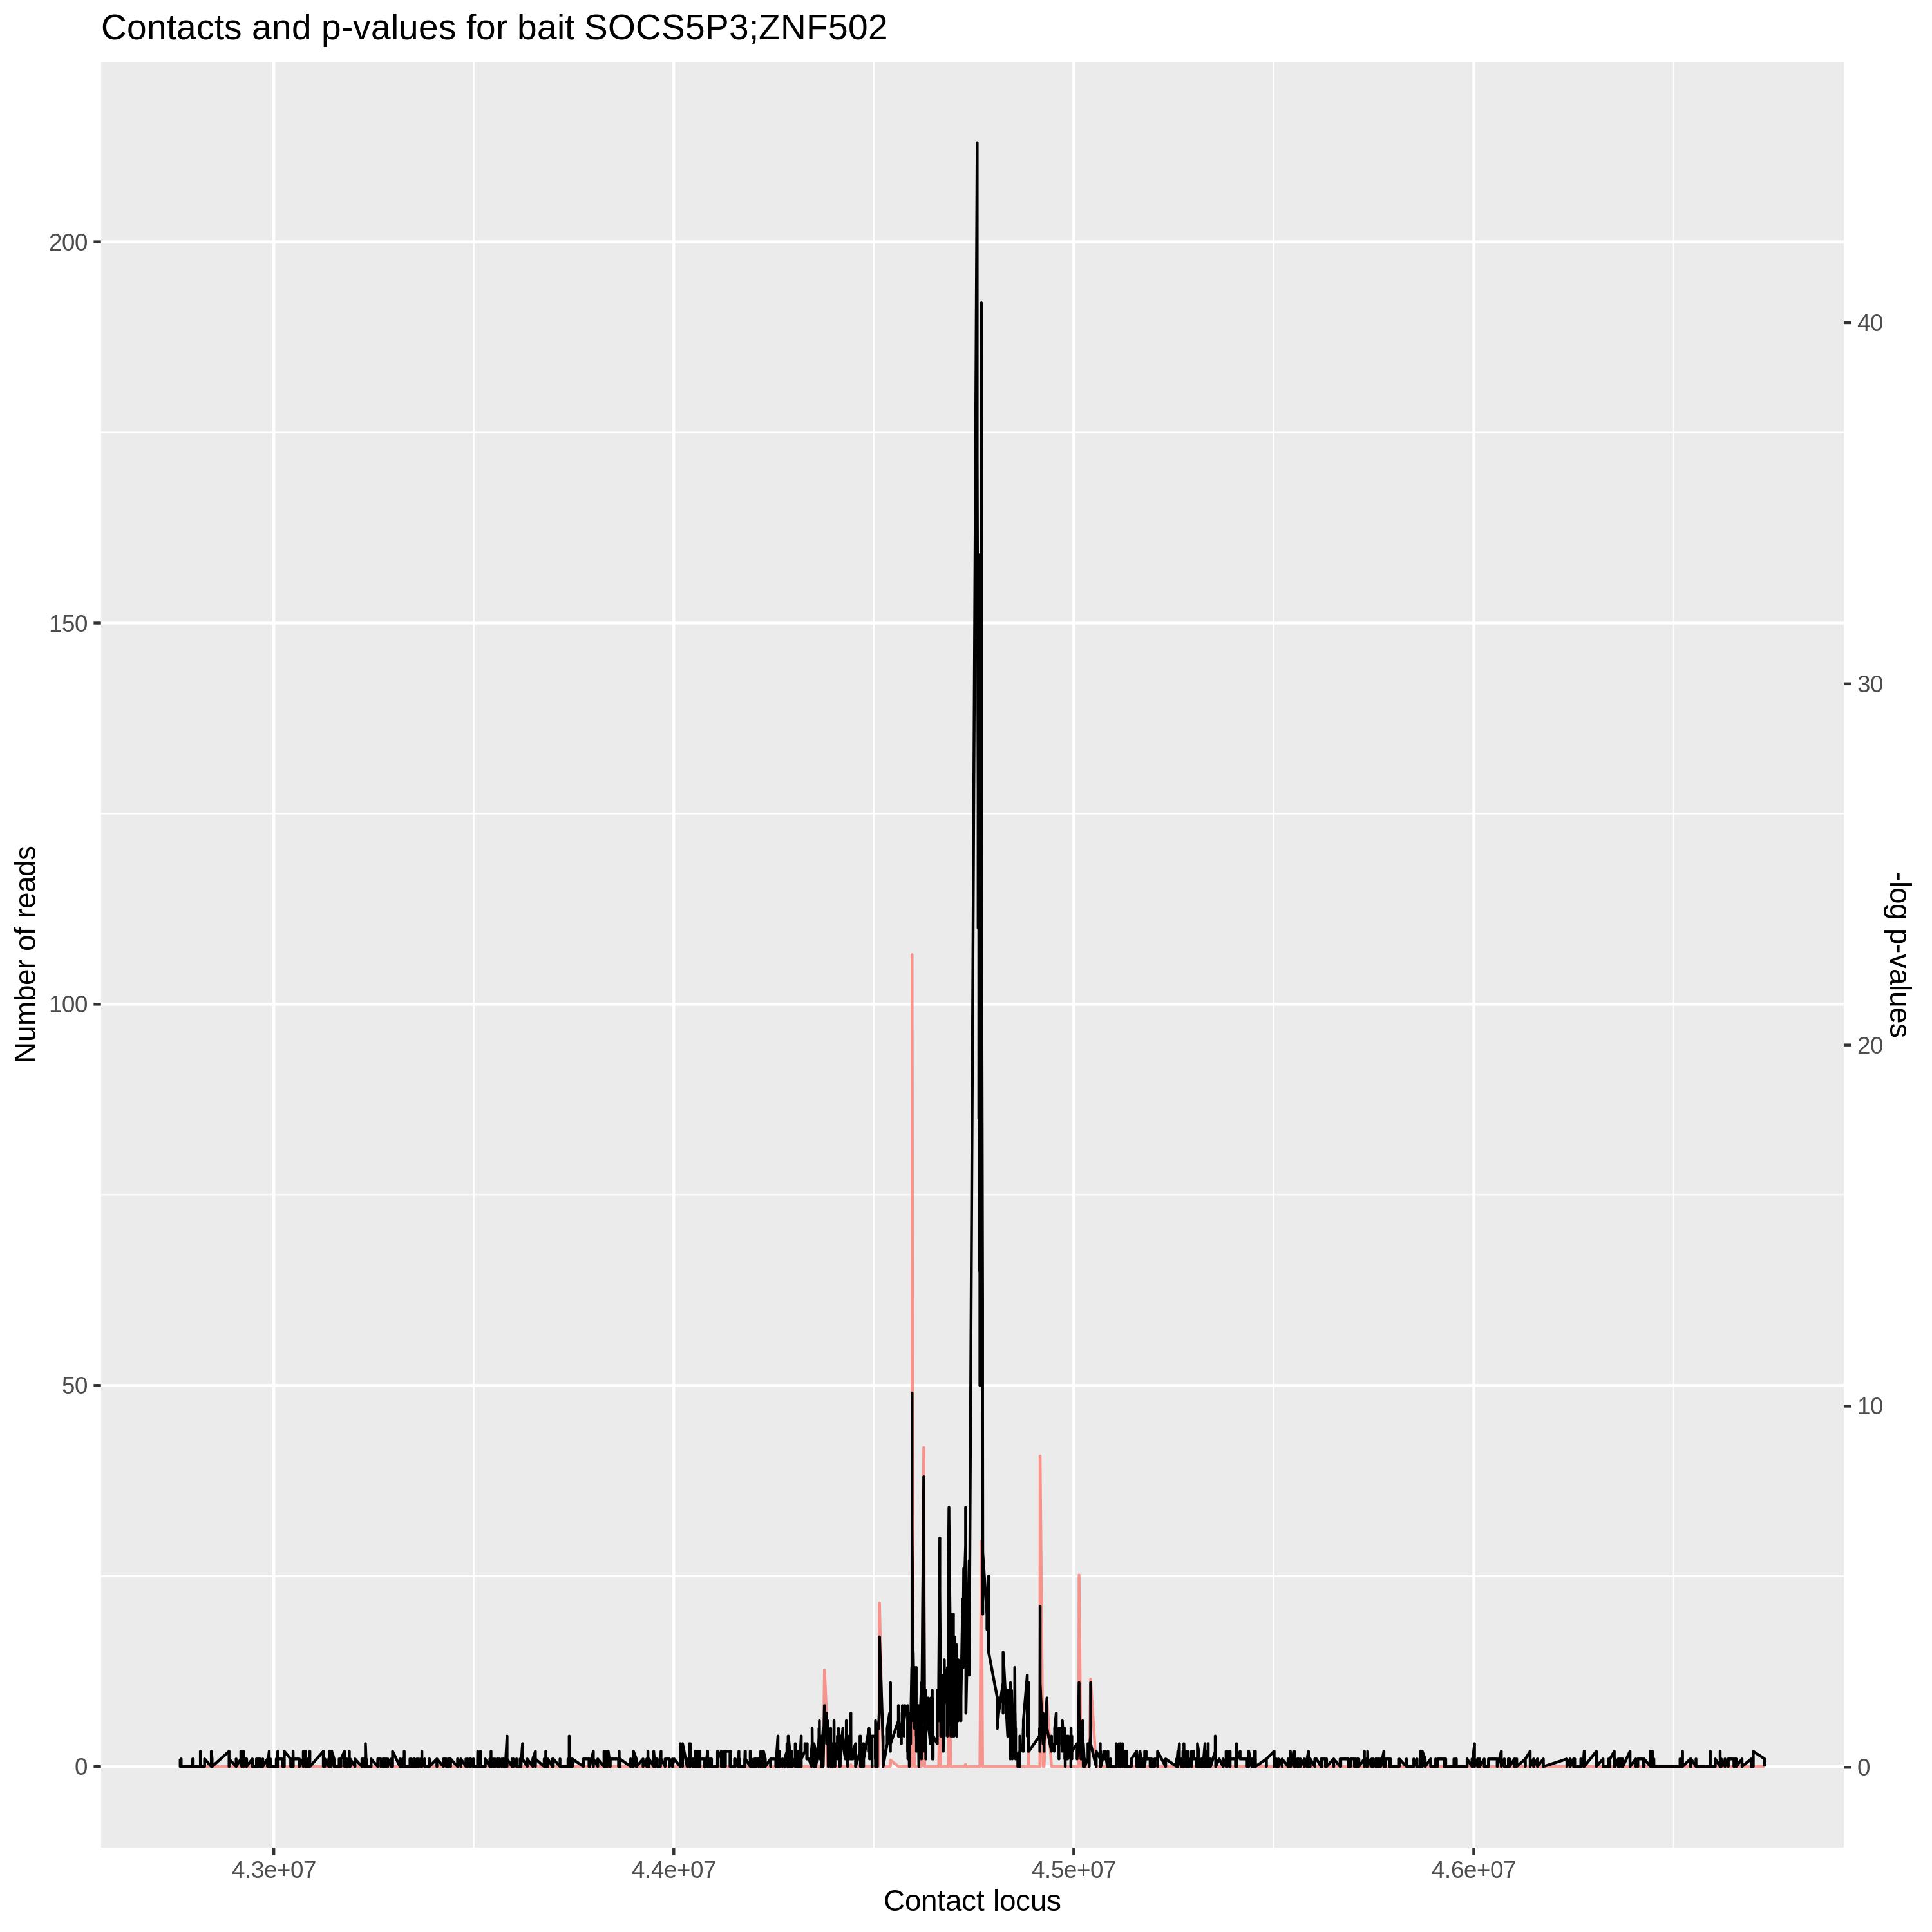 Contacts and p-values for bait SOCS5P3;ZNF502
Number of reads
200
150
100
50
0
40
30
20
10
0
-log p-values
4.3e+07 4.4e+07 4.5e+07 4.6e+07
Contact locus